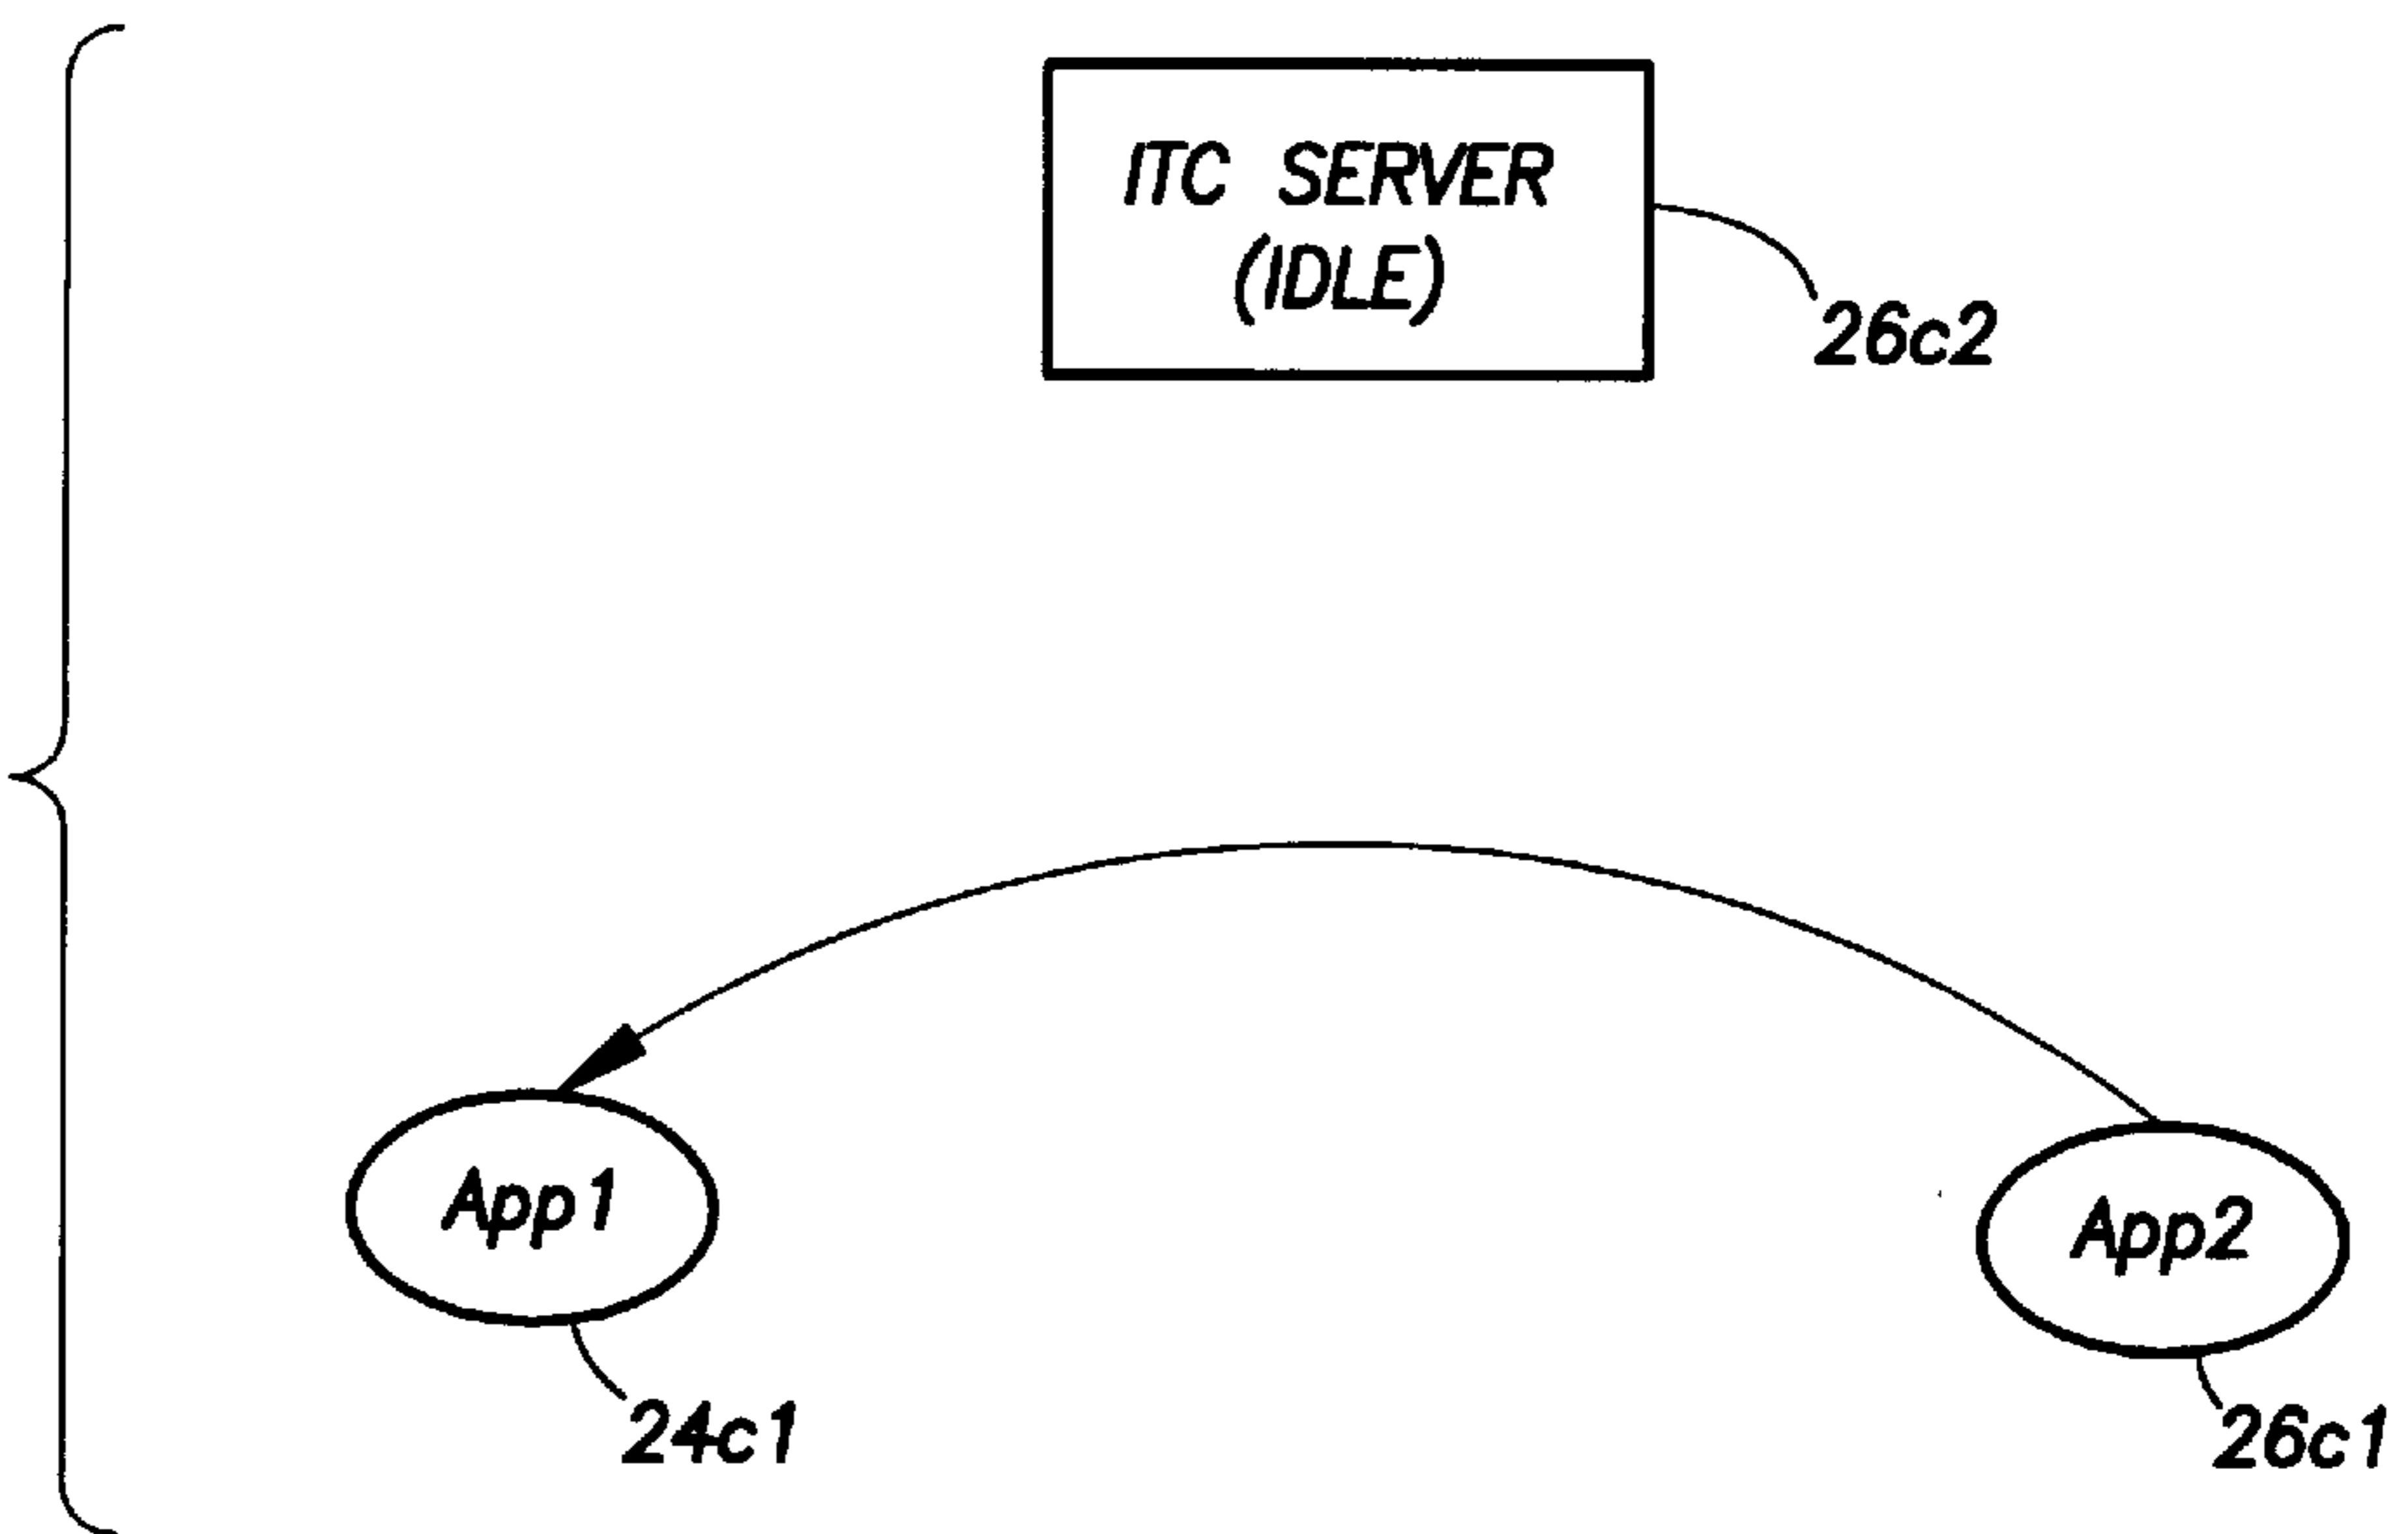 ITC SERVER
(IDLE)
26c2
App1
App2
24c1
26c1